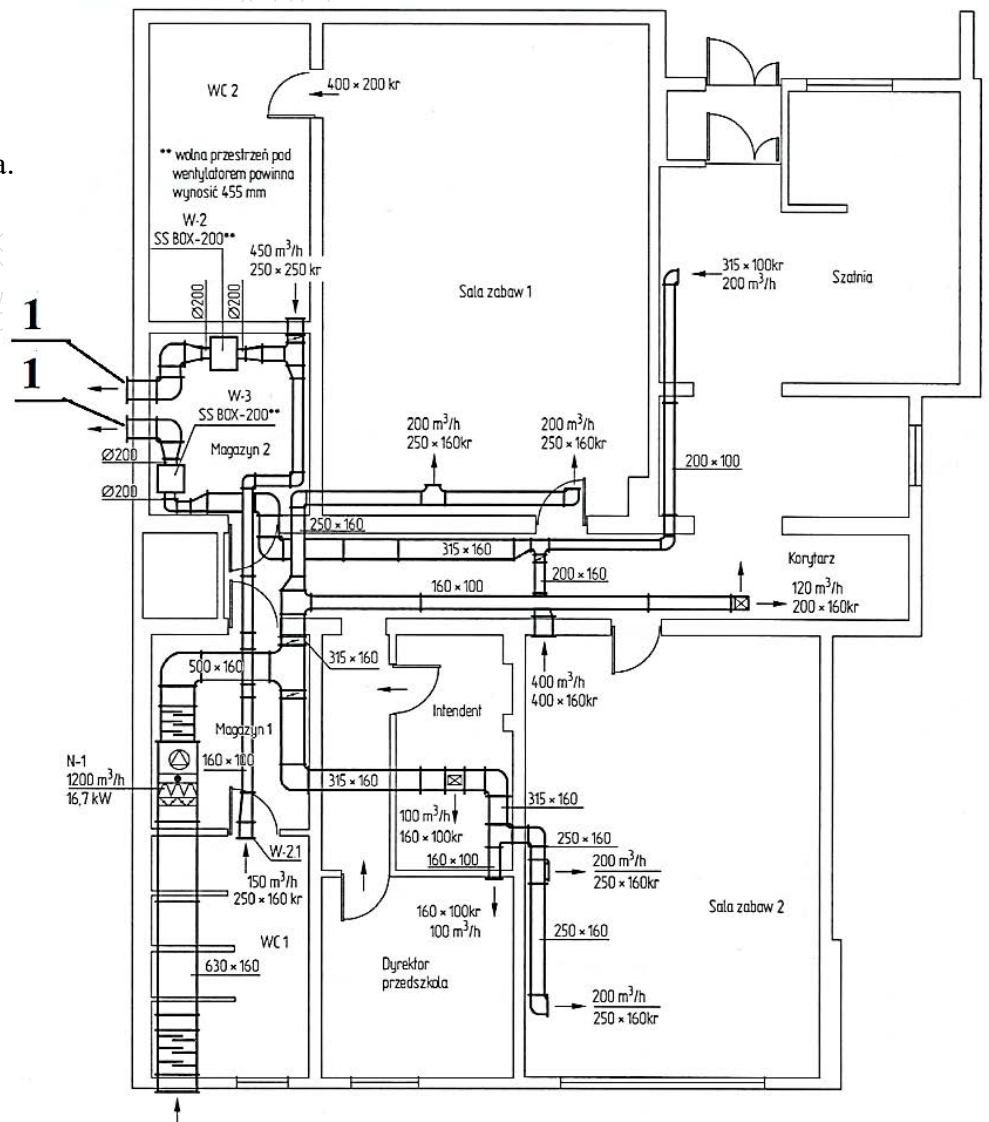 a.
WC 2
400 × 200 kr
** wolna przestrzeń pod
wentylatorem powinna
wynosić 455 mm
W-2
SS BOX-200**
450 m³/h
250 × 250 kr
Ø200
Ø200
Sala zabaw 1
315 × 100kr
200 m³/h
Szatnia
1
1
W-3
SS BOX-200**
Magazyn 2
Ø200
Ø200
200 m³/h
250 × 160kr
200 m³/h
250 × 160kr
200 × 100
250 × 160
315 × 160
Korytarz
200 × 160
160 × 100
120 m³/h
200 × 160kr
315 × 160
500 × 160
400 m³/h
400 × 160kr
Intendent
Magazyn 1
N-1
1200 m³/h
16,7 kW
160 × 100
315 × 160
315 × 160
100 m³/h
160 × 100kr
250 × 160
W-2.1
160 × 100
200 m³/h
250 × 160kr
150 m³/h
250 × 160 kr
160 × 100kr
100 m³/h
Sala zabaw 2
WC 1
250 × 160
Dyrektor
przedszkola
630 × 160
200 m³/h
250 × 160kr